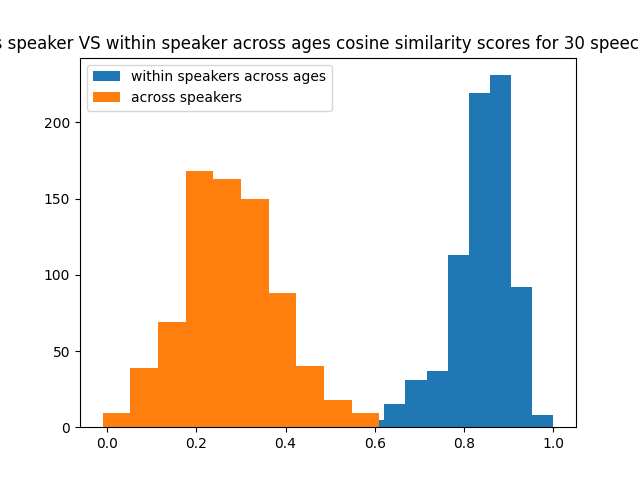 s speaker VS within speaker across ages cosine similarity scores for 30 speec
within speakers across ages
across speakers
200
150
100
50
0
0.0 0.2 0.4 0.6 0.8 1.0